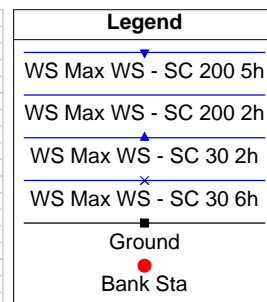 Legend
WS Max WS - SC 200 5h
WS Max WS - SC 200 2h
WS Max WS - SC 30 2h
WS Max WS - SC 30 6h
Ground
Bank Sta